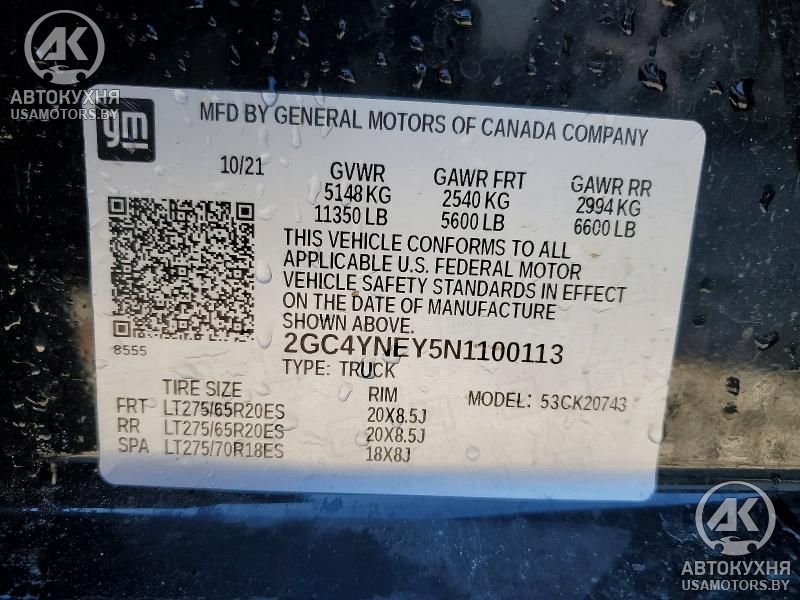 AK
АВТОКУХНЯ
USAMOTORS.BY
gm
MFD BY GENERAL MOTORS OF CANADA COMPANY
10/21
GVWR GAWR FRT GAWR RR
5148 KG 2540 KG 2994 KG
11350 LB 5600 LB 6600 LB
THIS VEHICLE CONFORMS TO ALL
APPLICABLE U.S. FEDERAL MOTOR
VEHICLE SAFETY STANDARDS IN EFFECT
ON THE DATE OF MANUFACTURE
SHOWN ABOVE.
8555
2GC4YNEY5N1100113
TYPE: TRUCK
TIRE SIZE RIM MODEL: 53CK20743
FRT LT275/65R20ES 20X8.5J
RR LT275/65R20ES 20X8.5J
SPA LT275/70R18ES 18X8J
AK
АВТОКУХНЯ
USAMOTORS.BY